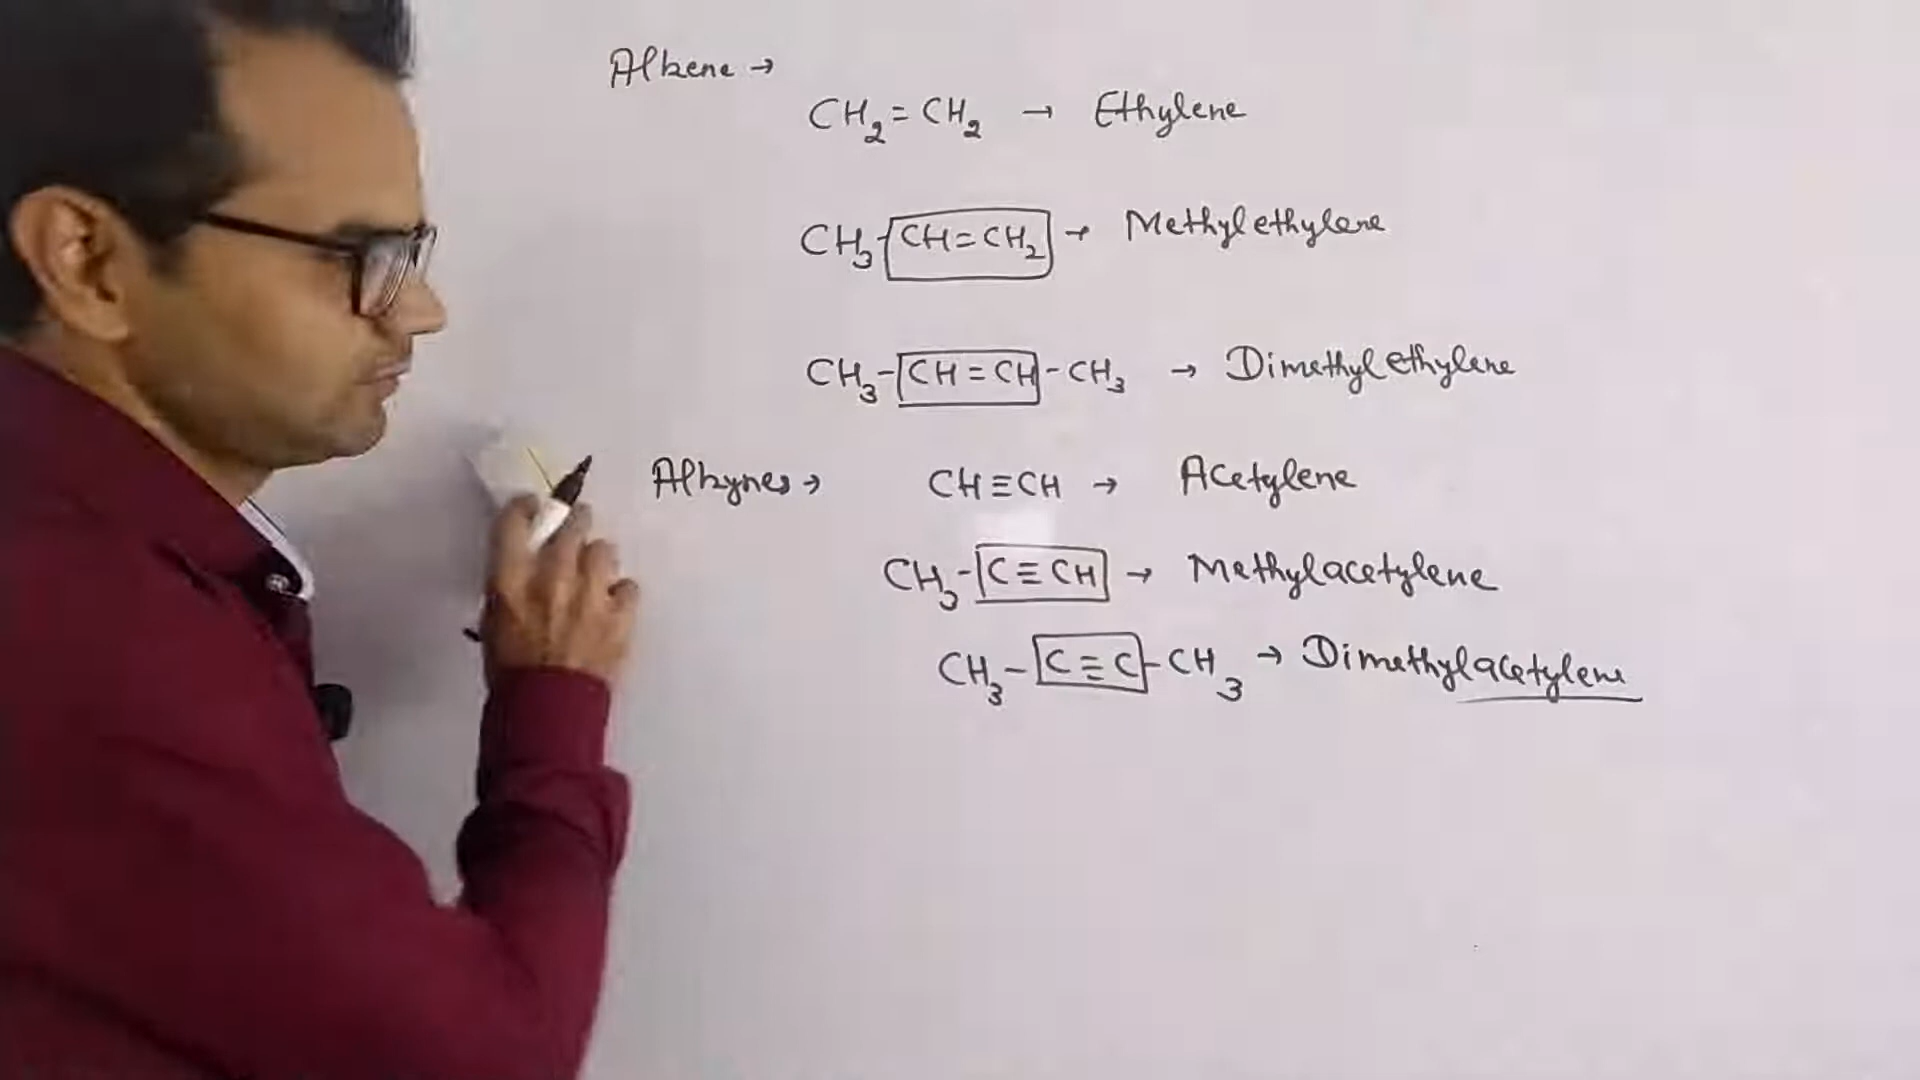 Alkene →
CH₂=CH₂ → Ethylene
CH₃-CH=CH₂ → Methylethylene
CH₃-CH=CH-CH₃ → Dimethylethylene
Alkynes → CH≡CH → Acetylene
CH₃-C≡CH → Methylacetylene
CH₃-C≡C-CH₃ → Dimethylacetylene